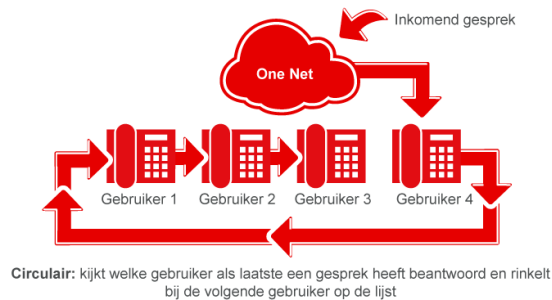 Inkomend gesprek
One Net
Gebruiker 1
Gebruiker 2
Gebruiker 3
Gebruiker 4
Circulair: kijkt welke gebruiker als laatste een gesprek heeft beantwoord en rinkelt
bij de volgende gebruiker op de lijst